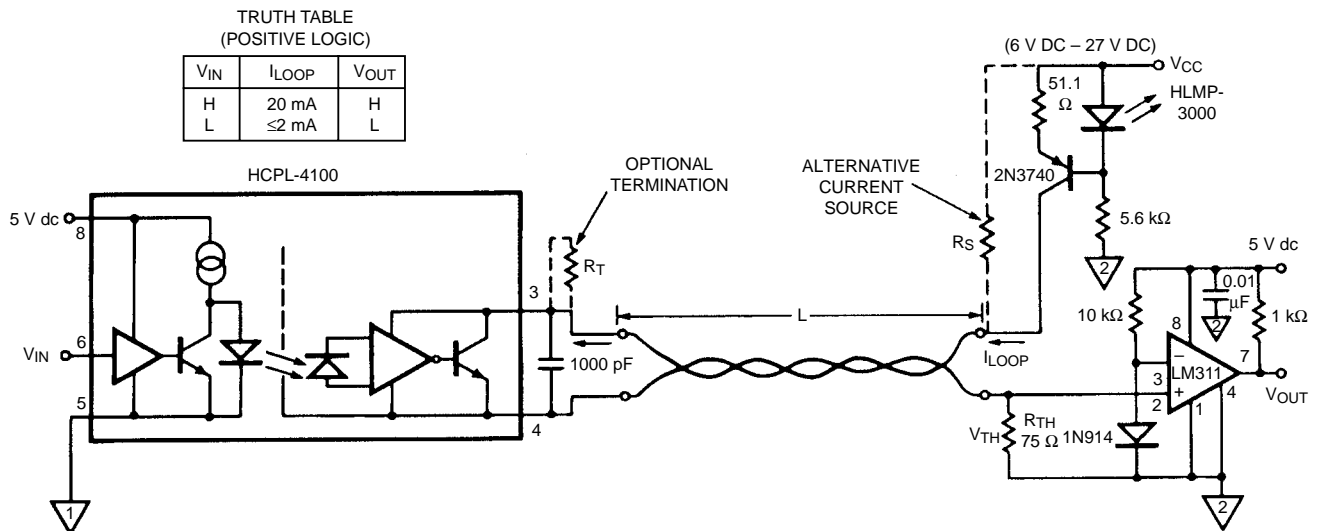 TRUTH TABLE
(POSITIVE LOGIC)
VIN ILOOP VOUT
H 20 mA H
L ≤2 mA L
(6 V DC – 27 V DC)
VCC
51.1
Ω
HLMP-
3000
HCPL-4100
OPTIONAL
TERMINATION
ALTERNATIVE
CURRENT
SOURCE
2N3740
5 V dc
8
RT
RS
5.6 kΩ
2
5 V dc
3
L
0.01
µF
10 kΩ
8
2
1 kΩ
VIN
6
1000 pF
ILOOP
–
LM311
7
3
+
VOUT
5
4
2
1
4
VTH
RTH
75 Ω
1N914
1
2